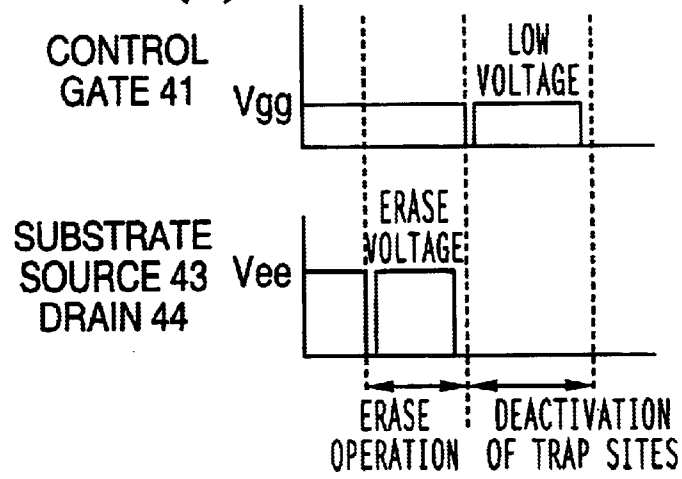 CONTROL
GATE 41
Vgg
LOW
VOLTAGE
SUBSTRATE
SOURCE 43
DRAIN 44
Vee
ERASE
VOLTAGE
ERASE
OPERATION
DEACTIVATION
OF TRAP SITES